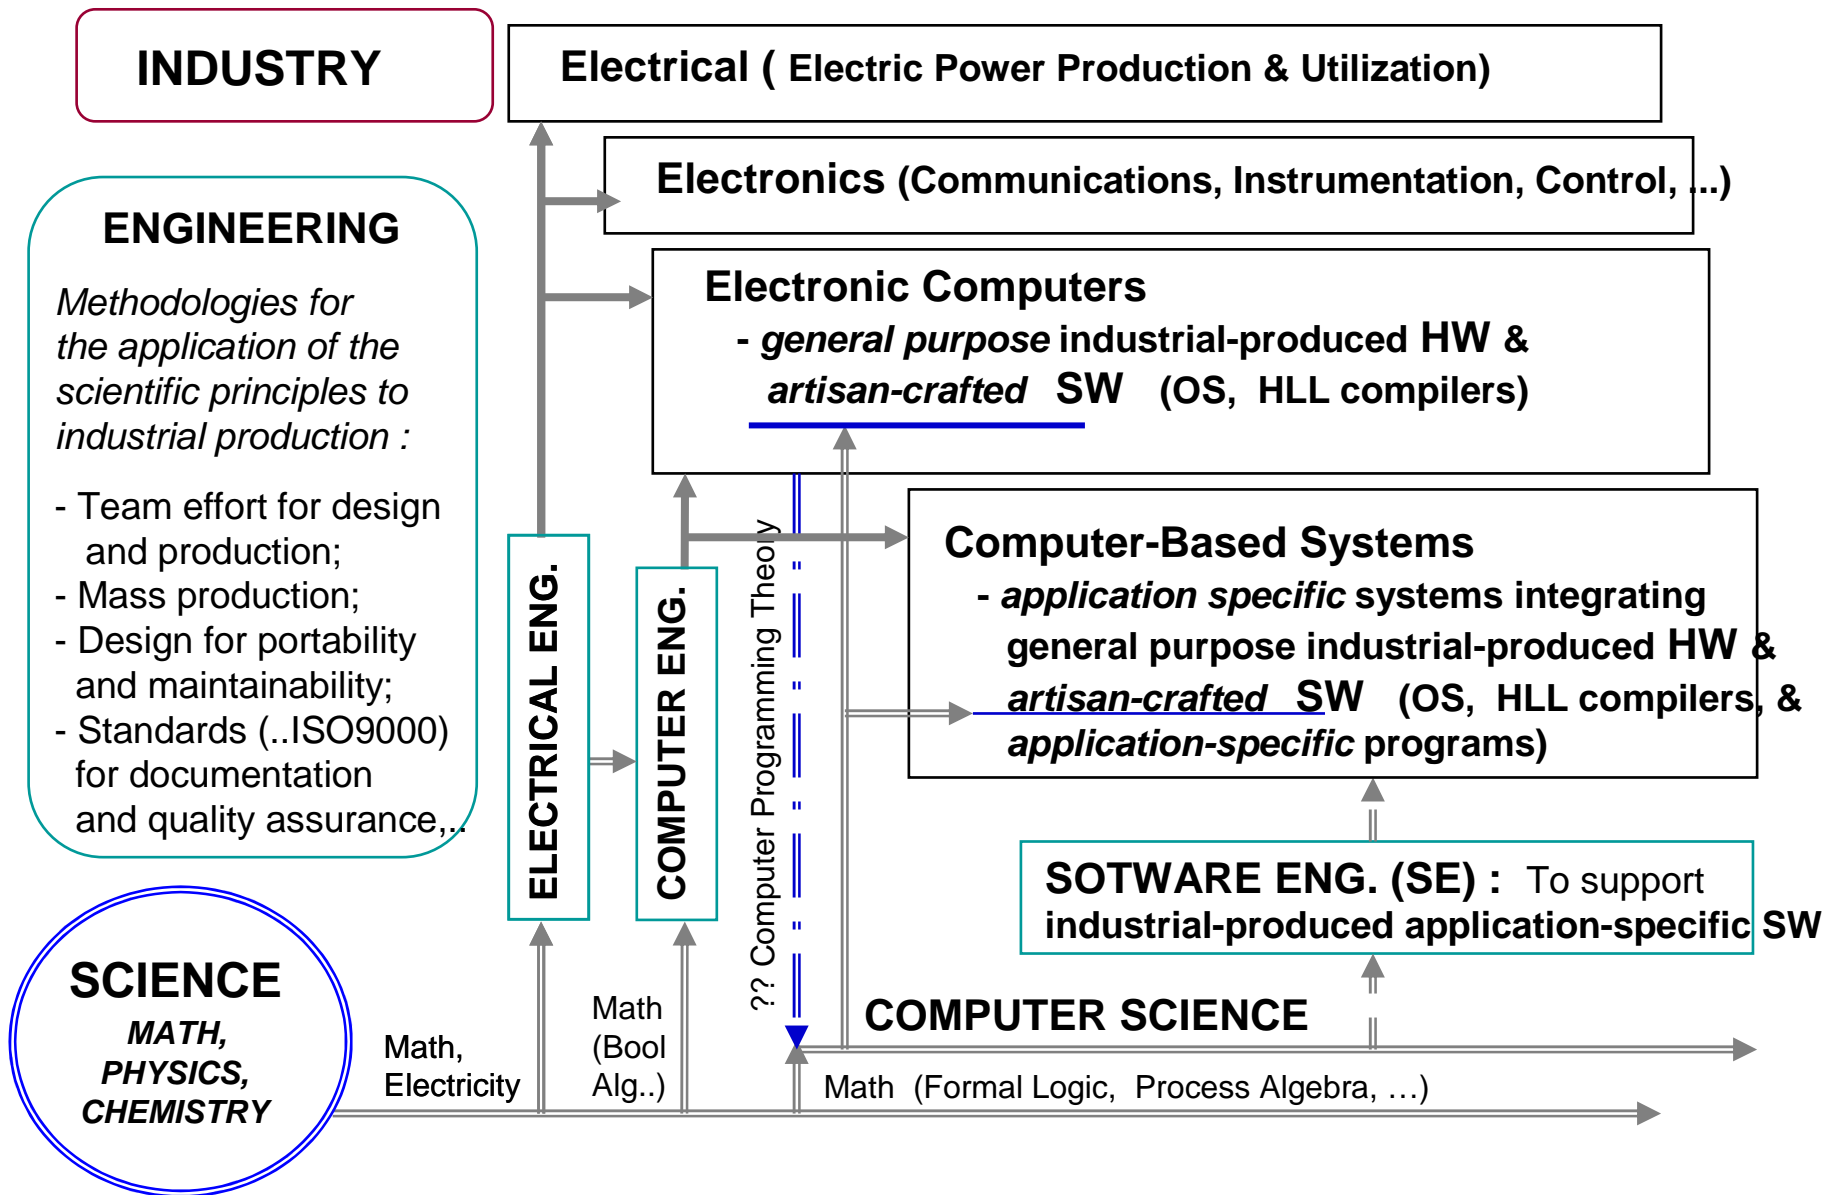 INDUSTRY
Electrical ( Electric Power Production & Utilization)
Electronics (Communications, Instrumentation, Control, ...)
ENGINEERING
Methodologies for
the application of the
scientific principles to
industrial production :
- Team effort for design
and production;
- Mass production;
- Design for portability
and maintainability;
- Standards (..ISO9000)
for documentation
and quality assurance,..
Electronic Computers
- general purpose industrial-produced HW &
artisan-crafted SW (OS, HLL compilers)
Computer-Based Systems
- application specific systems integrating
general purpose industrial-produced HW &
artisan-crafted SW (OS, HLL compilers, &
application-specific programs)
ELECTRICAL ENG.
COMPUTER ENG.
?? Computer Programming Theory
SOTWARE ENG. (SE) : To support
industrial-produced application-specific SW
SCIENCE
MATH,
PHYSICS,
CHEMISTRY
Math,
Electricity
Math
(Bool
Alg..)
COMPUTER SCIENCE
Math (Formal Logic, Process Algebra, …)